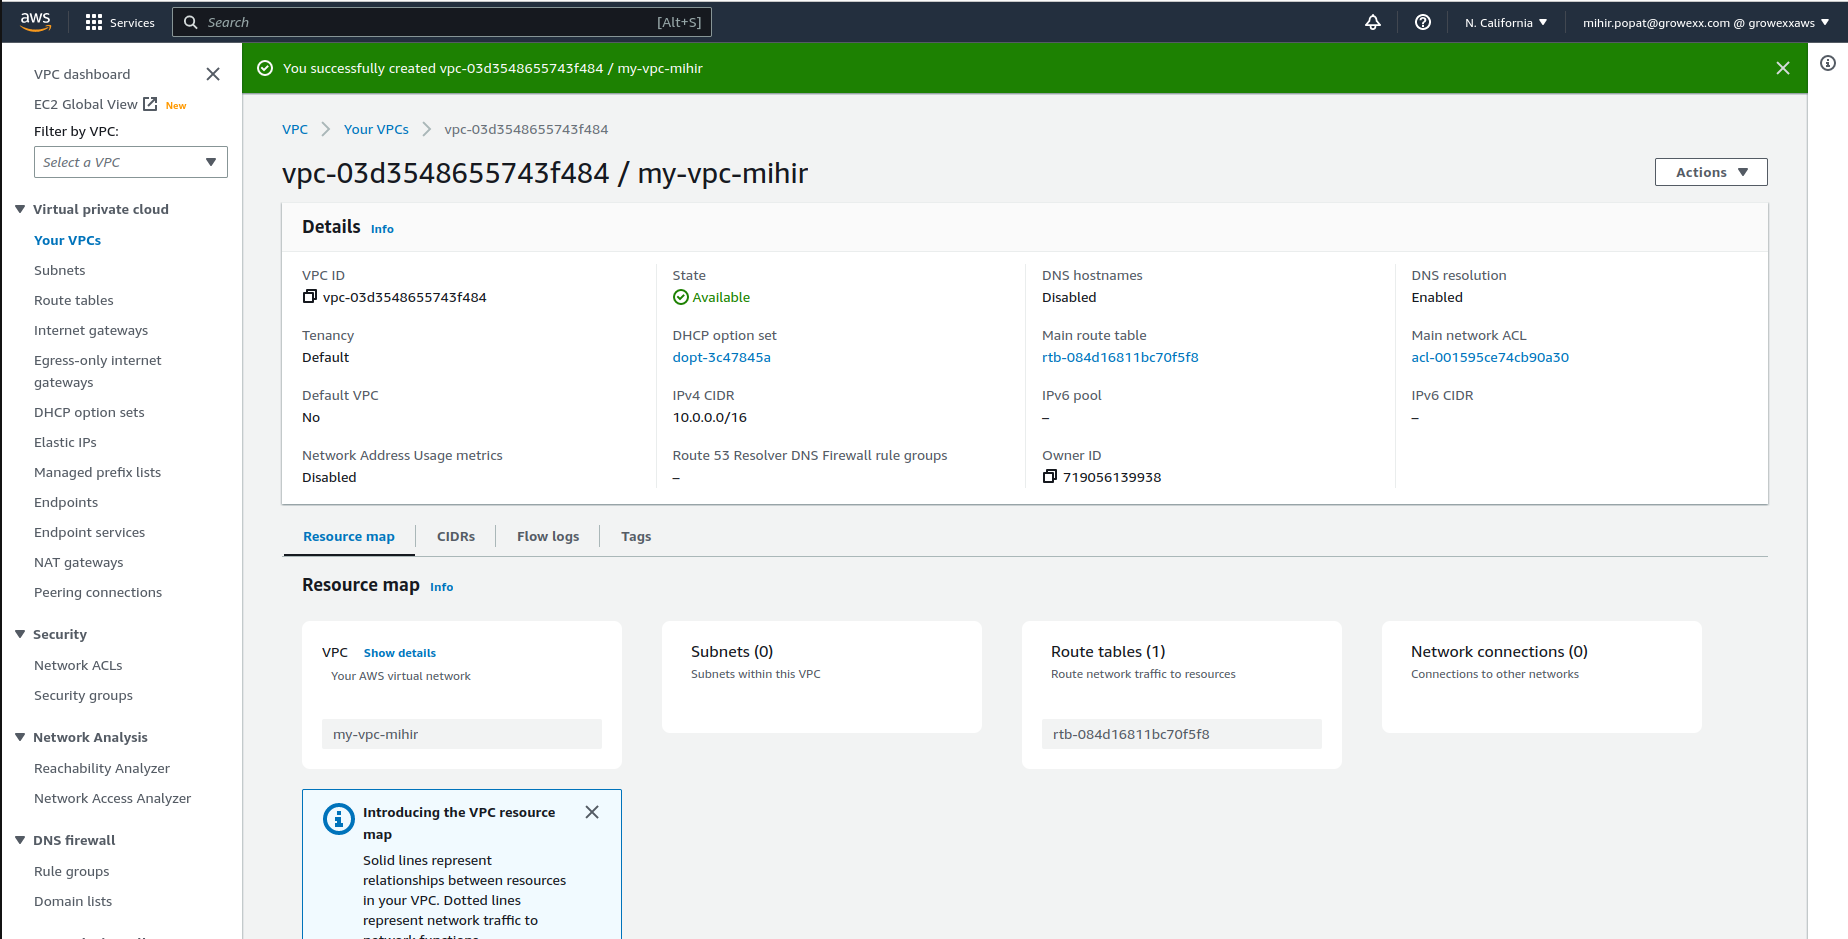 aws
Services
Search [Alt+S]
N. California
mihir.popat@growexx.com @ growexxaws
VPC dashboard
EC2 Global View New
Filter by VPC:
Select a VPC
Virtual private cloud
Your VPCs
Subnets
Route tables
Internet gateways
Egress-only internet
gateways
DHCP option sets
Elastic IPs
Managed prefix lists
Endpoints
Endpoint services
NAT gateways
Peering connections
Security
Network ACLs
Security groups
Network Analysis
Reachability Analyzer
Network Access Analyzer
DNS firewall
Rule groups
Domain lists
You successfully created vpc-03d3548655743f484 / my-vpc-mihir
VPC > Your VPCs > vpc-03d3548655743f484
vpc-03d3548655743f484 / my-vpc-mihir
Actions
Details Info
VPC ID
vpc-03d3548655743f484
State
Available
DNS hostnames
Disabled
DNS resolution
Enabled
Tenancy
Default
DHCP option set
dopt-3c47845a
Main route table
rtb-084d16811bc70f5f8
Main network ACL
acl-001595ce74cb90a30
Default VPC
No
IPv4 CIDR
10.0.0.0/16
IPv6 pool
–
IPv6 CIDR
–
Network Address Usage metrics
Disabled
Route 53 Resolver DNS Firewall rule groups
–
Owner ID
719056139938
Resource map
CIDRs
Flow logs
Tags
Resource map Info
VPC Show details
Your AWS virtual network
my-vpc-mihir
Subnets (0)
Subnets within this VPC
Route tables (1)
Route network traffic to resources
rtb-084d16811bc70f5f8
Network connections (0)
Connections to other networks
Introducing the VPC resource
map
Solid lines represent
relationships between resources
in your VPC. Dotted lines
represent network traffic to
network functions.